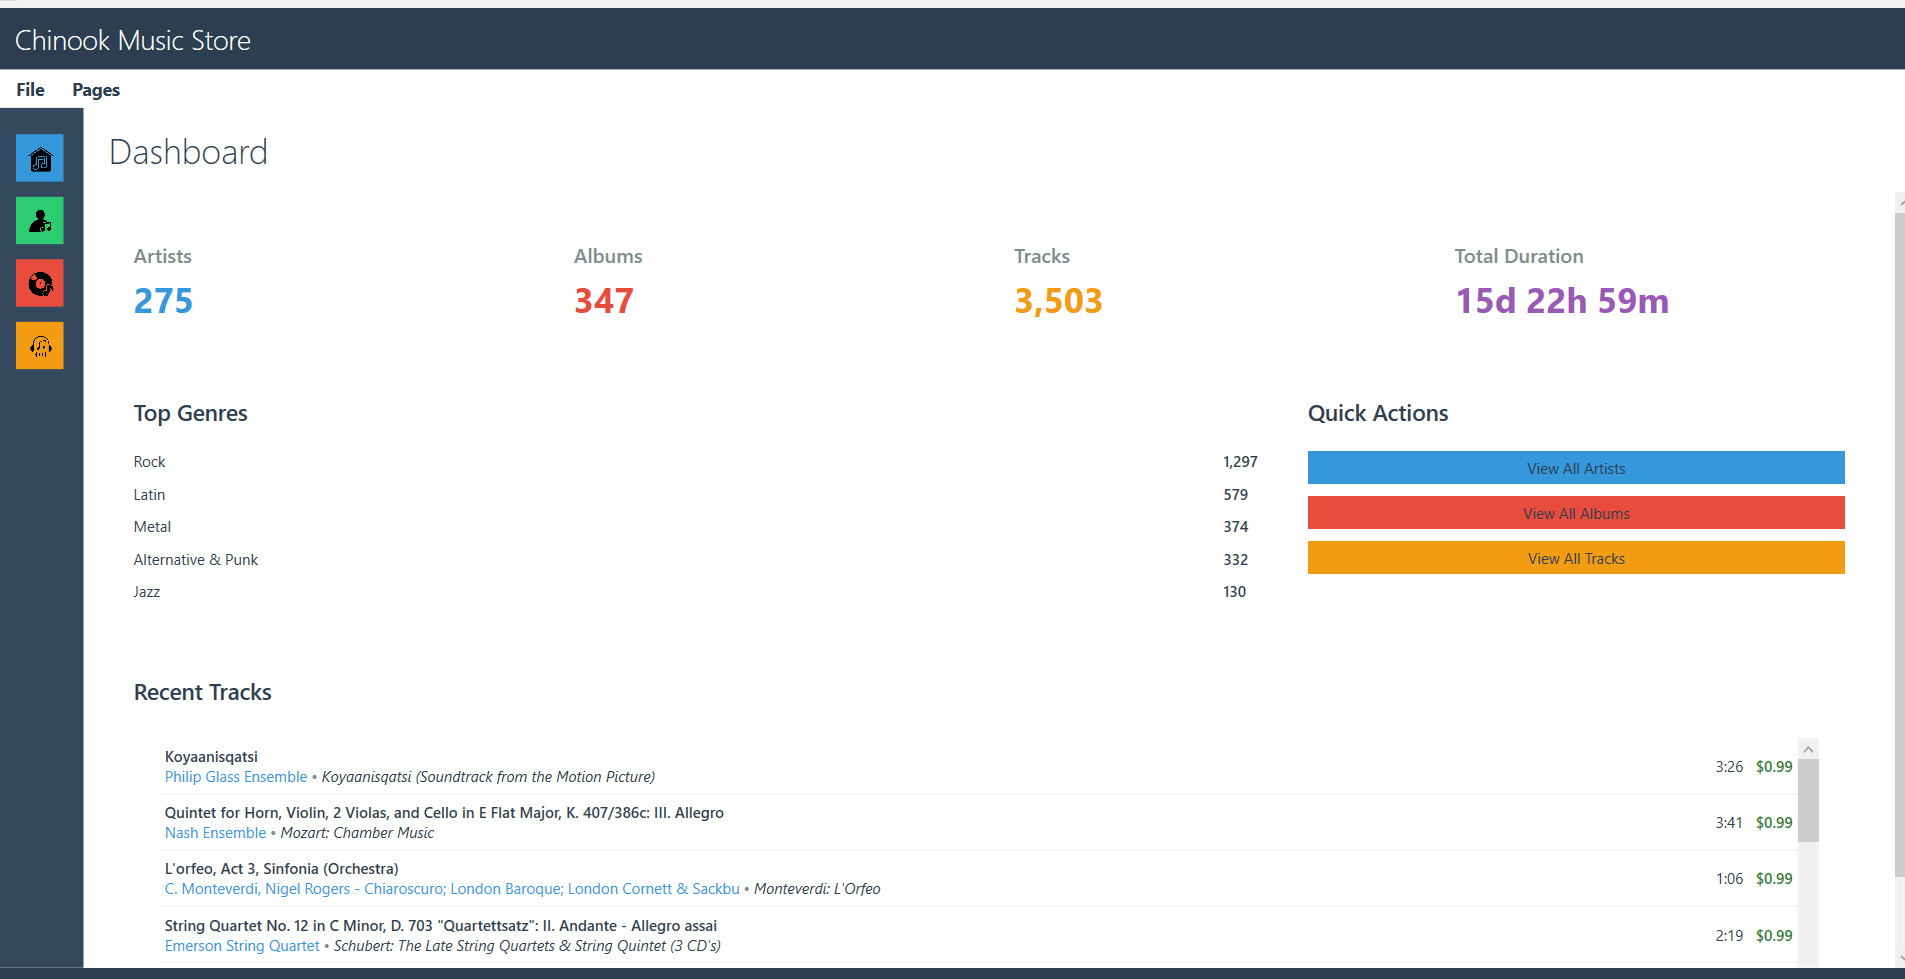 Chinook Music Store
File Pages
Dashboard
Artists Albums Tracks Total Duration
275 347 3,503 15d 22h 59m
Top Genres Quick Actions
Rock 1,297
Latin 579
Metal 374
Alternative & Punk 332
Jazz 130
View All Artists
View All Albums
View All Tracks
Recent Tracks
Koyaanisqatsi
Philip Glass Ensemble • Koyaanisqatsi (Soundtrack from the Motion Picture) 3:26 $0.99
Quintet for Horn, Violin, 2 Violas, and Cello in E Flat Major, K. 407/386c: III. Allegro
Nash Ensemble • Mozart: Chamber Music 3:41 $0.99
L'orfeo, Act 3, Sinfonia (Orchestra)
C. Monteverdi, Nigel Rogers - Chiaroscuro; London Baroque; London Cornett & Sackbu • Monteverdi: L'Orfeo 1:06 $0.99
String Quartet No. 12 in C Minor, D. 703 "Quartettsatz": II. Andante - Allegro assai
Emerson String Quartet • Schubert: The Late String Quartets & String Quintet (3 CD's) 2:19 $0.99